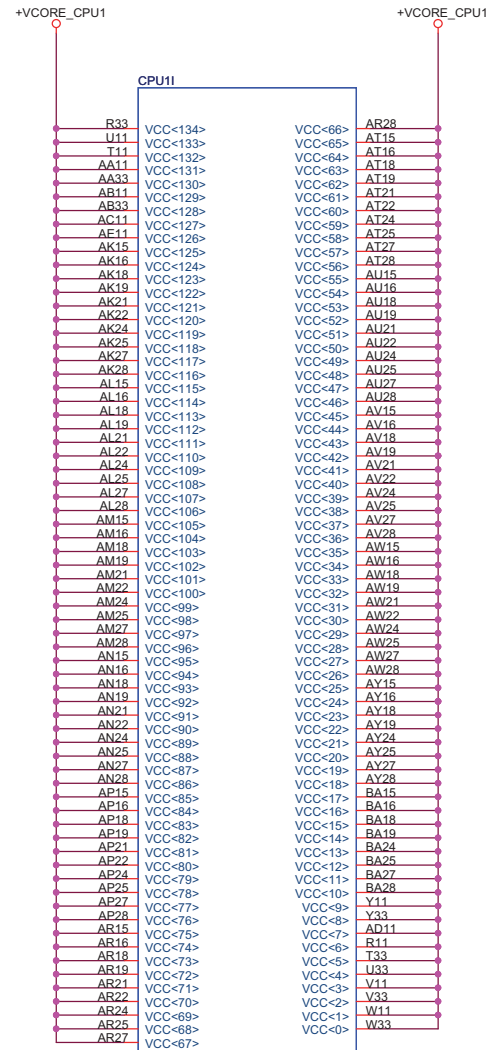 +VCORE_CPU1 +VCORE_CPU1
CPU1I
R33 VCC<134> VCC<66> AR28
U11 VCC<133> VCC<65> AT15
T11 VCC<132> VCC<64> AT16
AA11 VCC<131> VCC<63> AT18
AA33 VCC<130> VCC<62> AT19
AB11 VCC<129> VCC<61> AT21
AB33 VCC<128> VCC<60> AT22
AC11 VCC<127> VCC<59> AT24
AE11 VCC<126> VCC<58> AT25
AK15 VCC<125> VCC<57> AT27
AK16 VCC<124> VCC<56> AT28
AK18 VCC<123> VCC<55> AU15
AK19 VCC<122> VCC<54> AU16
AK21 VCC<121> VCC<53> AU18
AK22 VCC<120> VCC<52> AU19
AK24 VCC<119> VCC<51> AU21
AK25 VCC<118> VCC<50> AU22
AK27 VCC<117> VCC<49> AU24
AK28 VCC<116> VCC<48> AU25
AL15 VCC<115> VCC<47> AU27
AL16 VCC<114> VCC<46> AU28
AL18 VCC<113> VCC<45> AV15
AL19 VCC<112> VCC<44> AV16
AL21 VCC<111> VCC<43> AV18
AL22 VCC<110> VCC<42> AV19
AL24 VCC<109> VCC<41> AV21
AL25 VCC<108> VCC<40> AV22
AL27 VCC<107> VCC<39> AV24
AL28 VCC<106> VCC<38> AV25
AM15 VCC<105> VCC<37> AV27
AM16 VCC<104> VCC<36> AV28
AM18 VCC<103> VCC<35> AW15
AM19 VCC<102> VCC<34> AW16
AM21 VCC<101> VCC<33> AW18
AM22 VCC<100> VCC<32> AW19
AM24 VCC<99> VCC<31> AW21
AM25 VCC<98> VCC<30> AW22
AM27 VCC<97> VCC<29> AW24
AM28 VCC<96> VCC<28> AW25
AN15 VCC<95> VCC<27> AW27
AN16 VCC<94> VCC<26> AW28
AN18 VCC<93> VCC<25> AY15
AN19 VCC<92> VCC<24> AY16
AN21 VCC<91> VCC<23> AY18
AN22 VCC<90> VCC<22> AY19
AN24 VCC<89> VCC<21> AY24
AN25 VCC<88> VCC<20> AY25
AN27 VCC<87> VCC<19> AY27
AN28 VCC<86> VCC<18> AY28
AP15 VCC<85> VCC<17> BA15
AP16 VCC<84> VCC<16> BA16
AP18 VCC<83> VCC<15> BA18
AP19 VCC<82> VCC<14> BA19
AP21 VCC<81> VCC<13> BA24
AP22 VCC<80> VCC<12> BA25
AP24 VCC<79> VCC<11> BA27
AP25 VCC<78> VCC<10> BA28
AP27 VCC<77> VCC<9> Y11
AP28 VCC<76> VCC<8> Y33
AR15 VCC<75> VCC<7> AD11
AR16 VCC<74> VCC<6> R11
AR18 VCC<73> VCC<5> T33
AR19 VCC<72> VCC<4> U33
AR21 VCC<71> VCC<3> V11
AR22 VCC<70> VCC<2> V33
AR24 VCC<69> VCC<1> W11
AR25 VCC<68> VCC<0> W33
AR27 VCC<67>